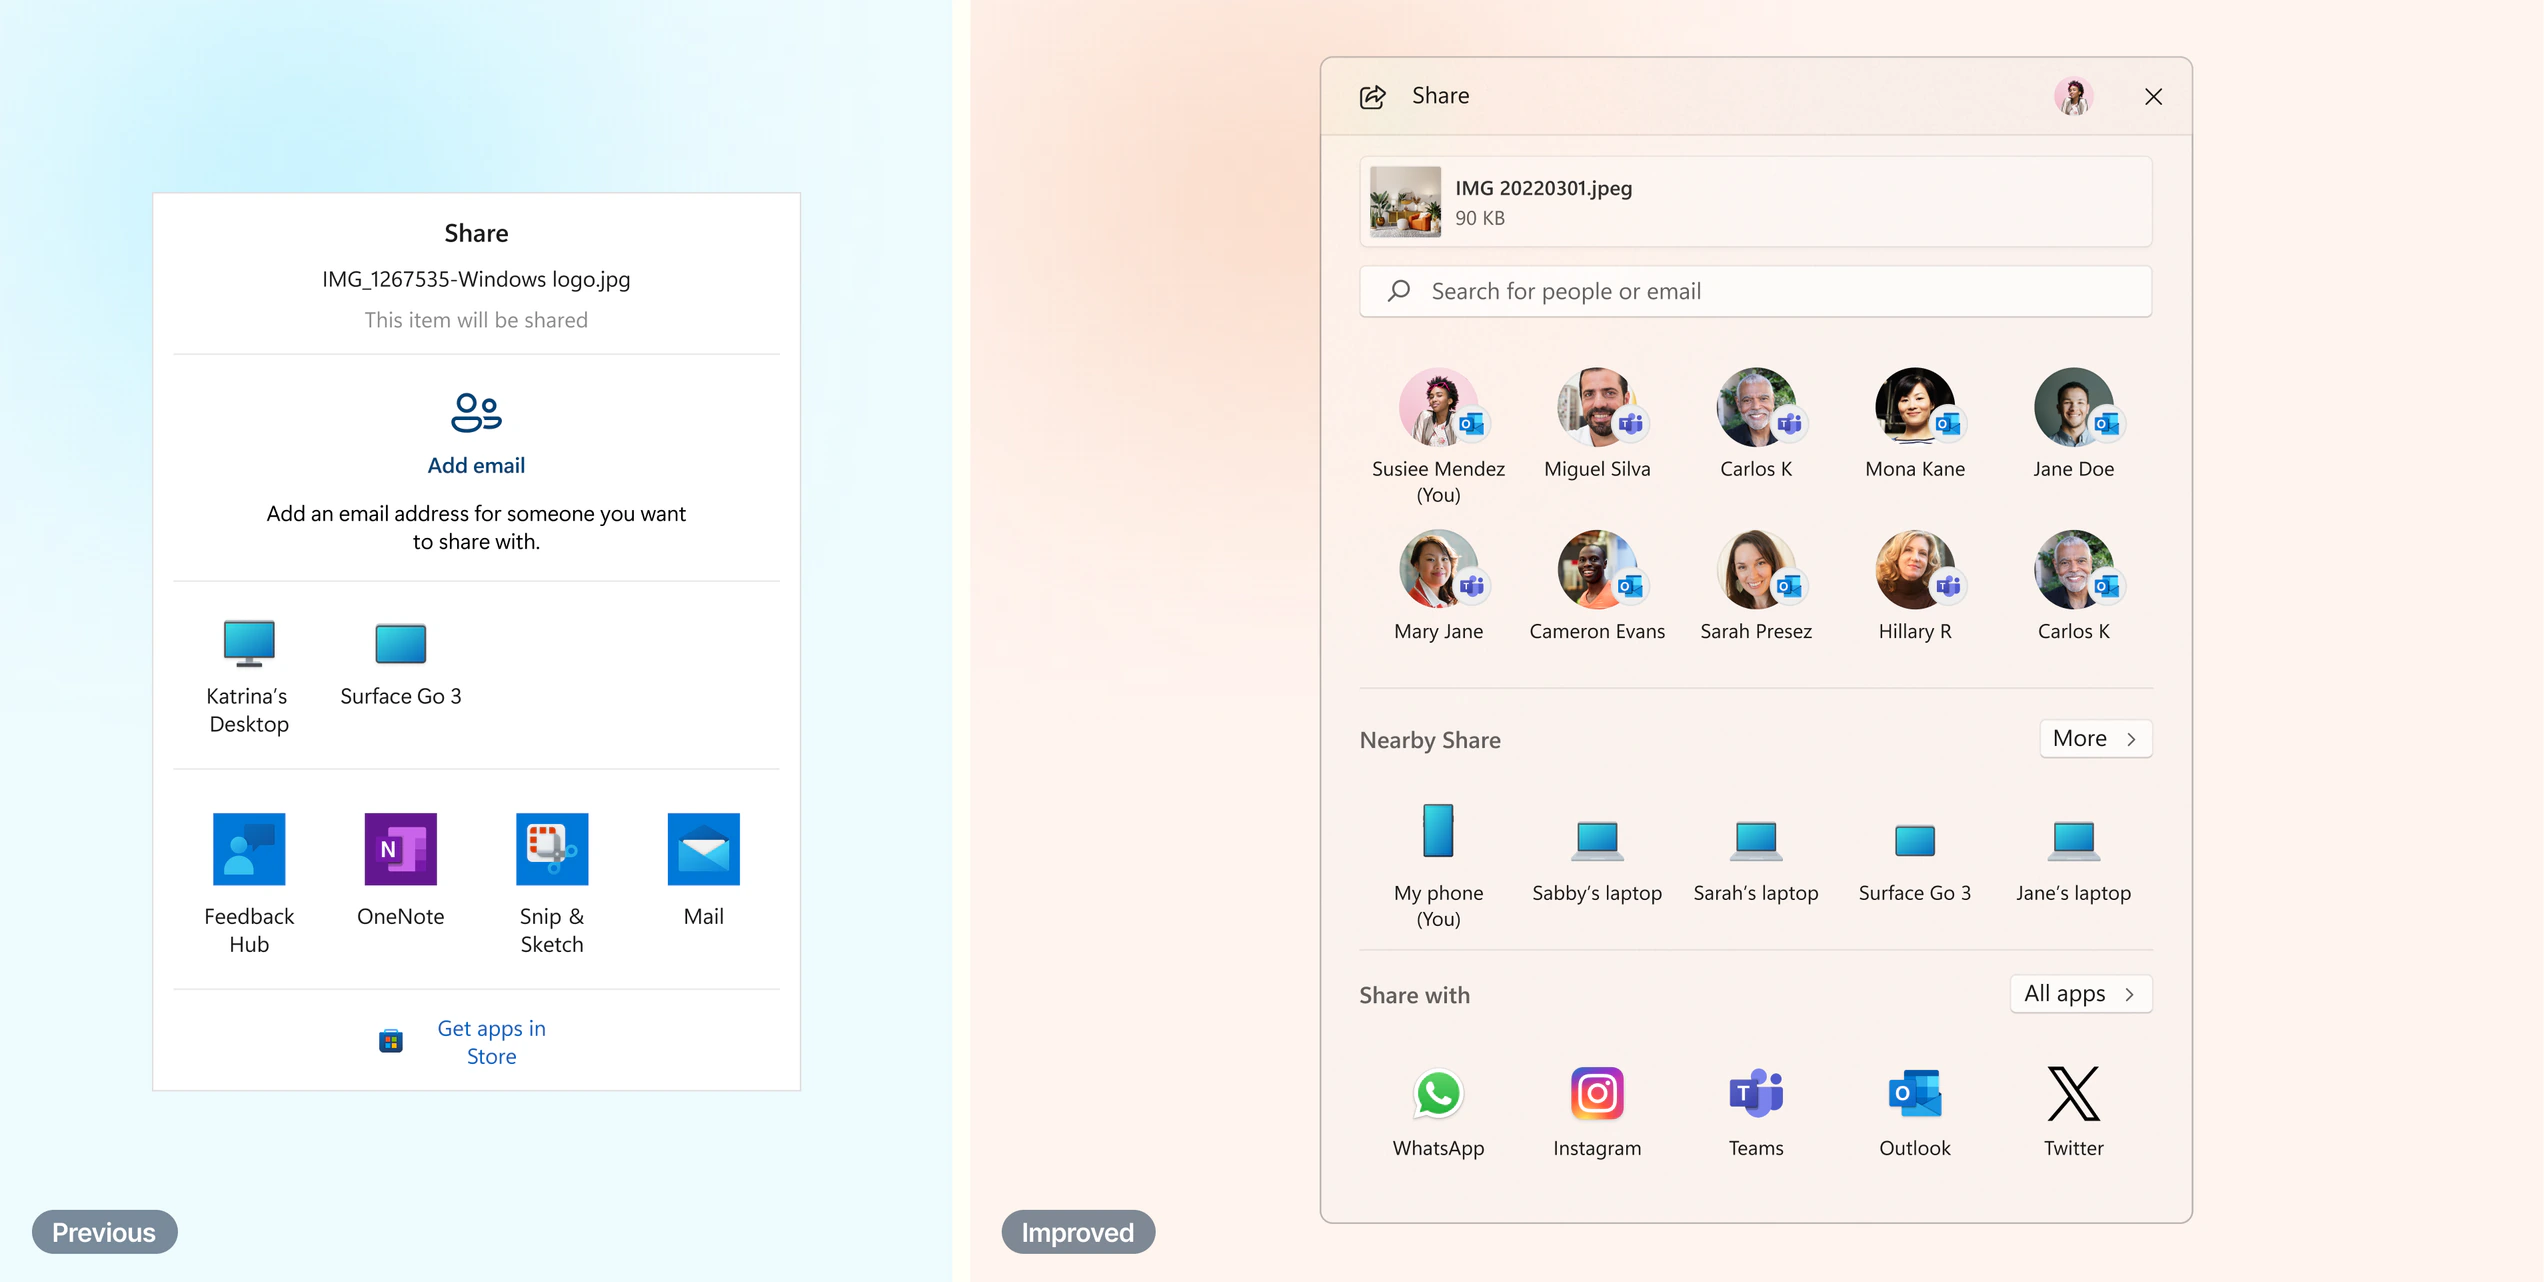 Share
IMG_1267535-Windows logo.jpg
This item will be shared
Add email
Add an email address for someone you want
to share with.
Katrina's
Desktop
Surface Go 3
N
Feedback
Hub
OneNote
Snip &
Sketch
Mail
Get apps in
Store
Previous
Share
IMG 20220301.jpeg
90 KB
Search for people or email
Susiee Mendez
(You)
Miguel Silva
Carlos K
Mona Kane
Jane Doe
Mary Jane
Cameron Evans
Sarah Presez
Hillary R
Carlos K
Nearby Share
More
My phone
(You)
Sabby's laptop
Sarah's laptop
Surface Go 3
Jane's laptop
Share with
All apps
WhatsApp
Instagram
Teams
Outlook
Twitter
Improved